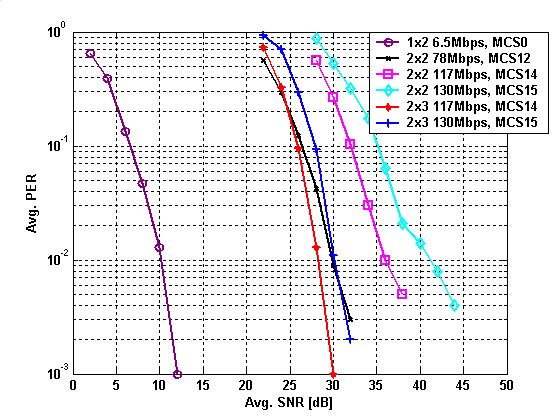 10^0
10^-1
10^-2
10^-3
Avg. PER
1x2 6.5Mbps, MCS0
2x2 78Mbps, MCS12
2x2 117Mbps, MCS14
2x2 130Mbps, MCS15
2x3 117Mbps, MCS14
2x3 130Mbps, MCS15
0 5 10 15 20 25 30 35 40 45 50
Avg. SNR [dB]